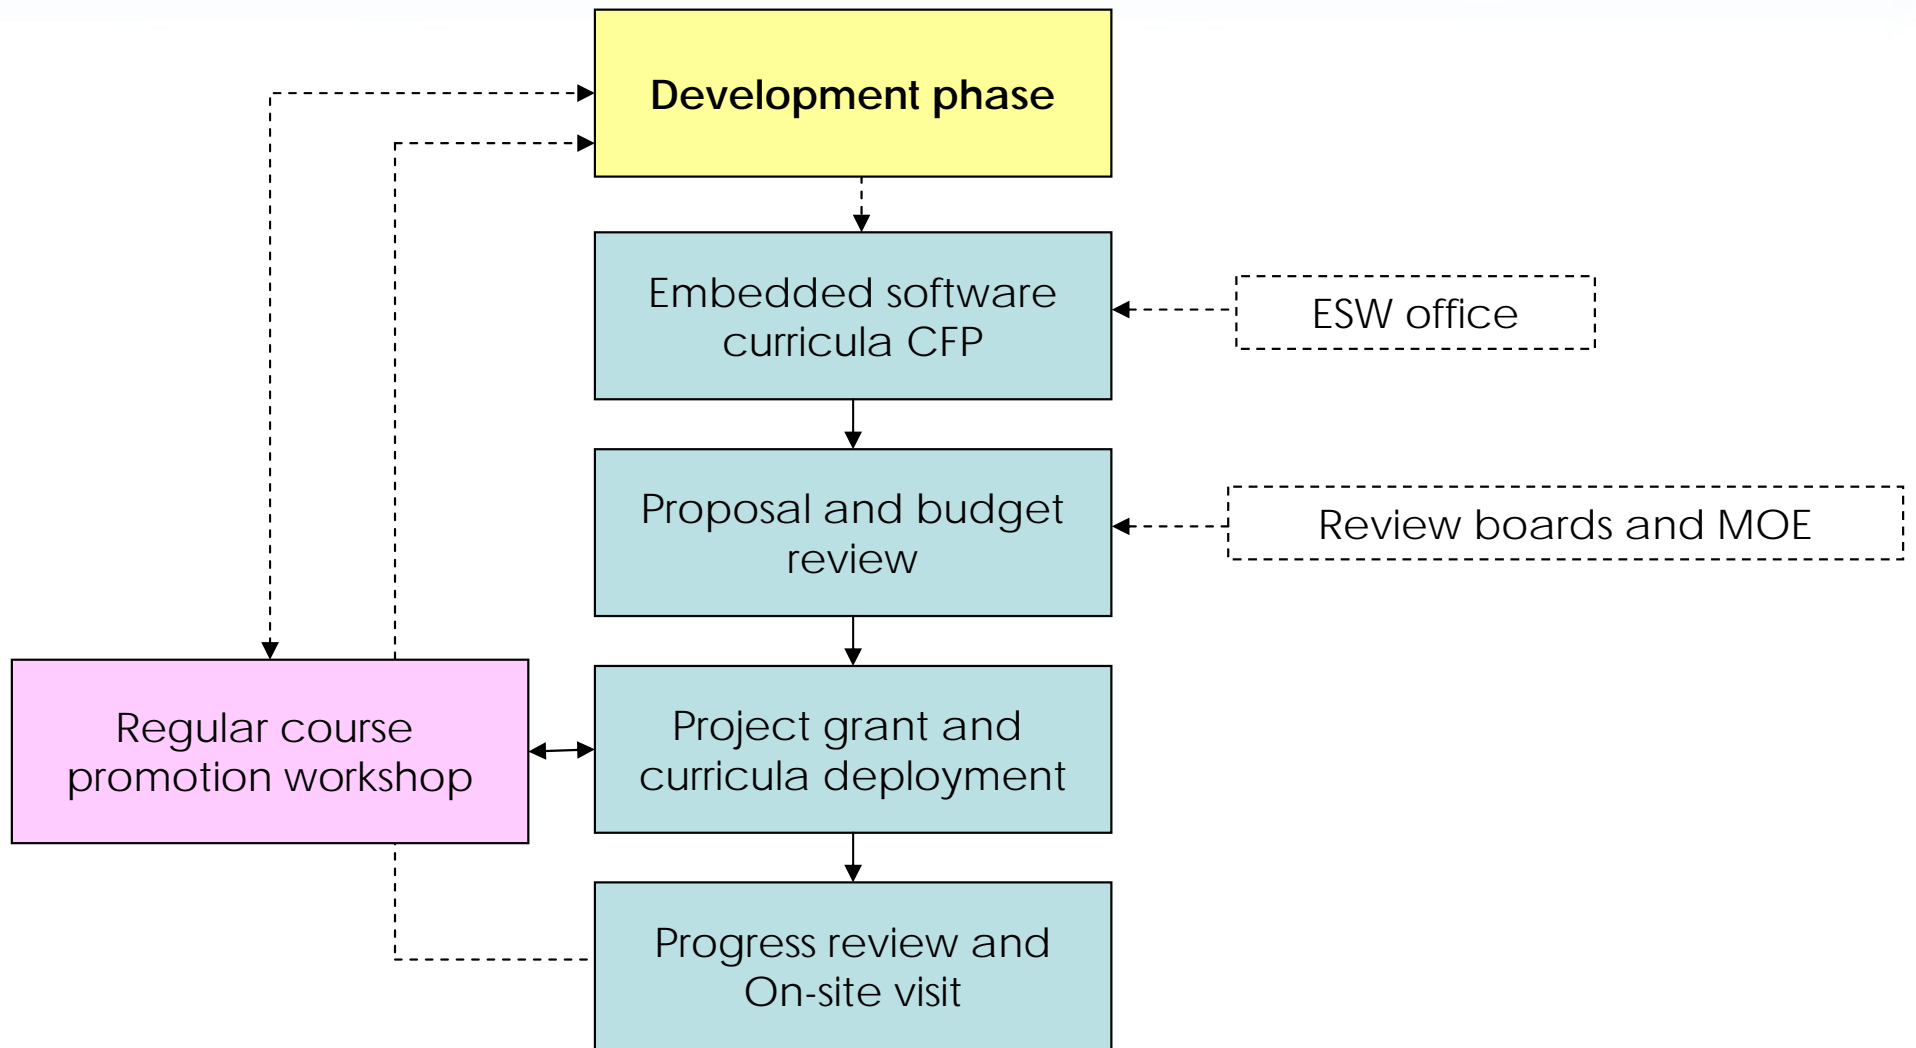 Development phase
Embedded software
curricula CFP
ESW office
Proposal and budget
review
Review boards and MOE
Regular course
promotion workshop
Project grant and
curricula deployment
Progress review and
On-site visit